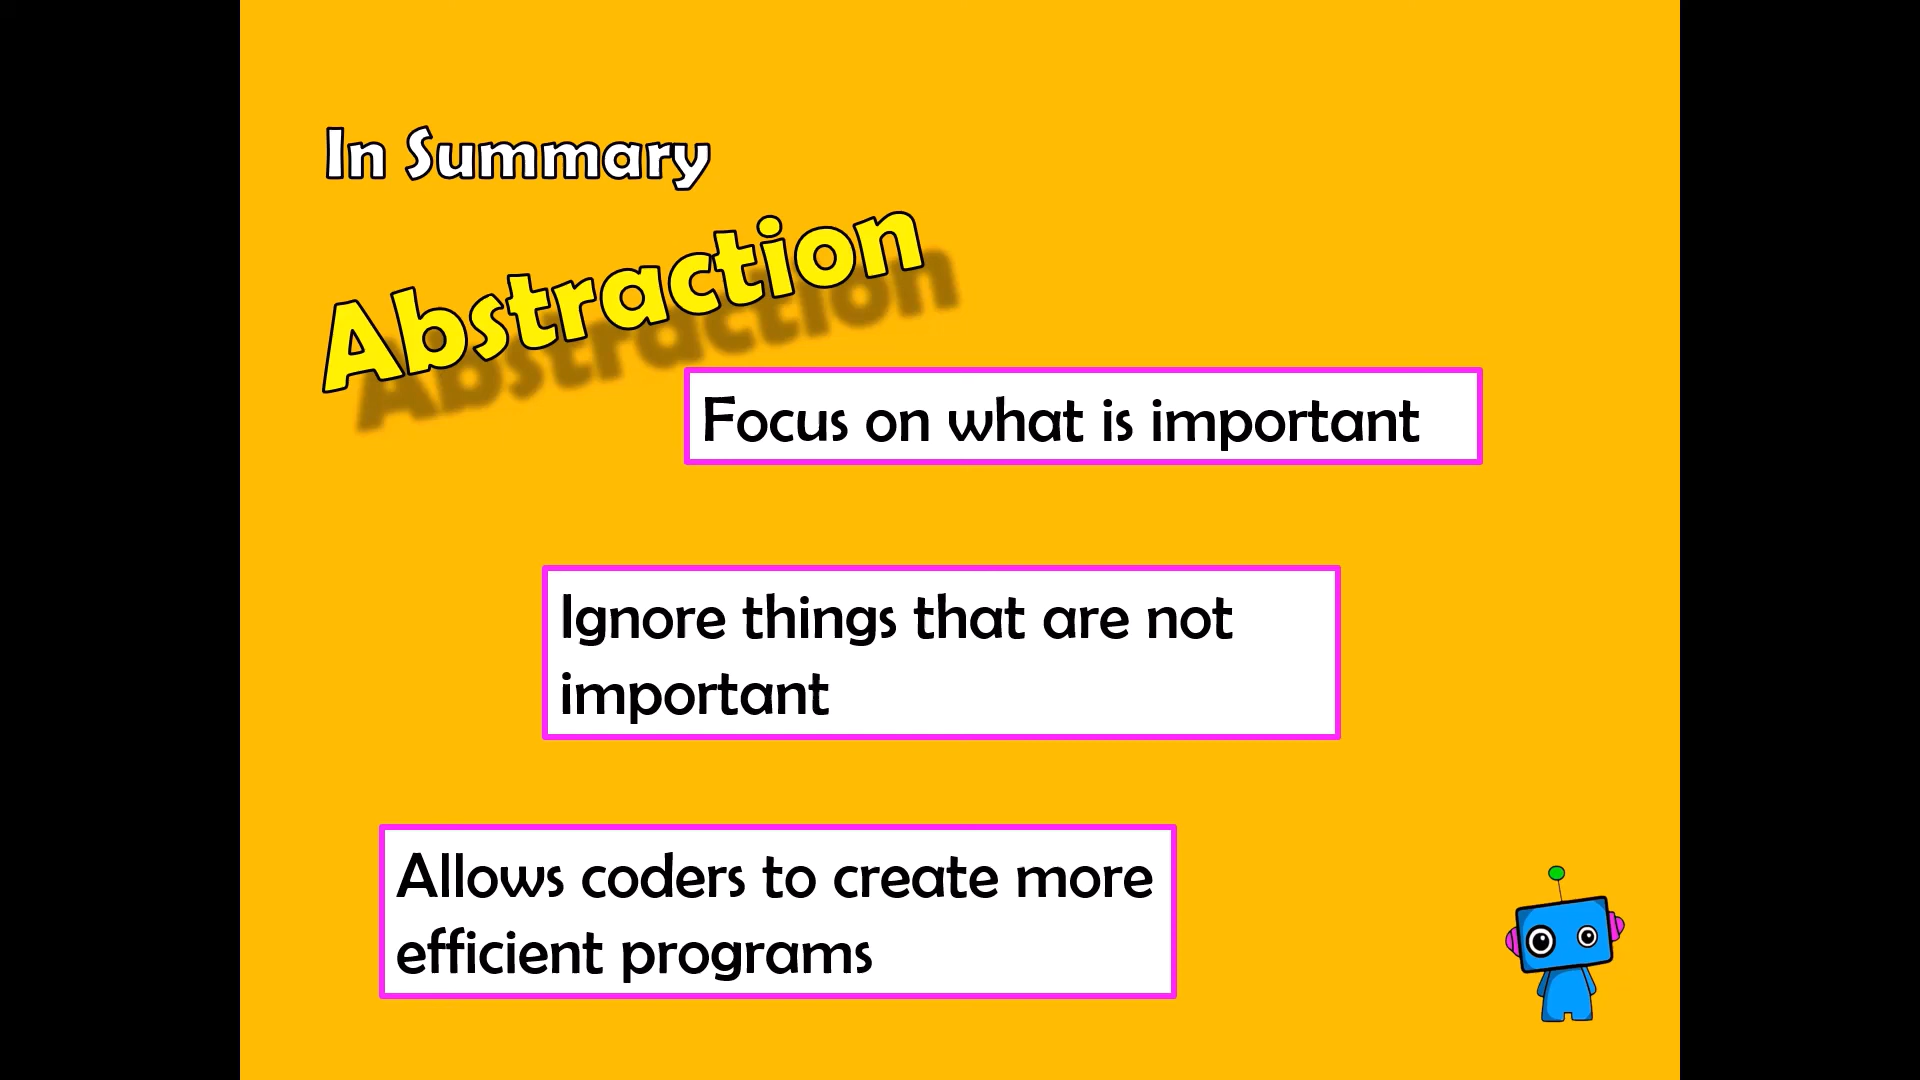 In Summary
Abstraction
Focus on what is important
Ignore things that are not
important
Allows coders to create more
efficient programs